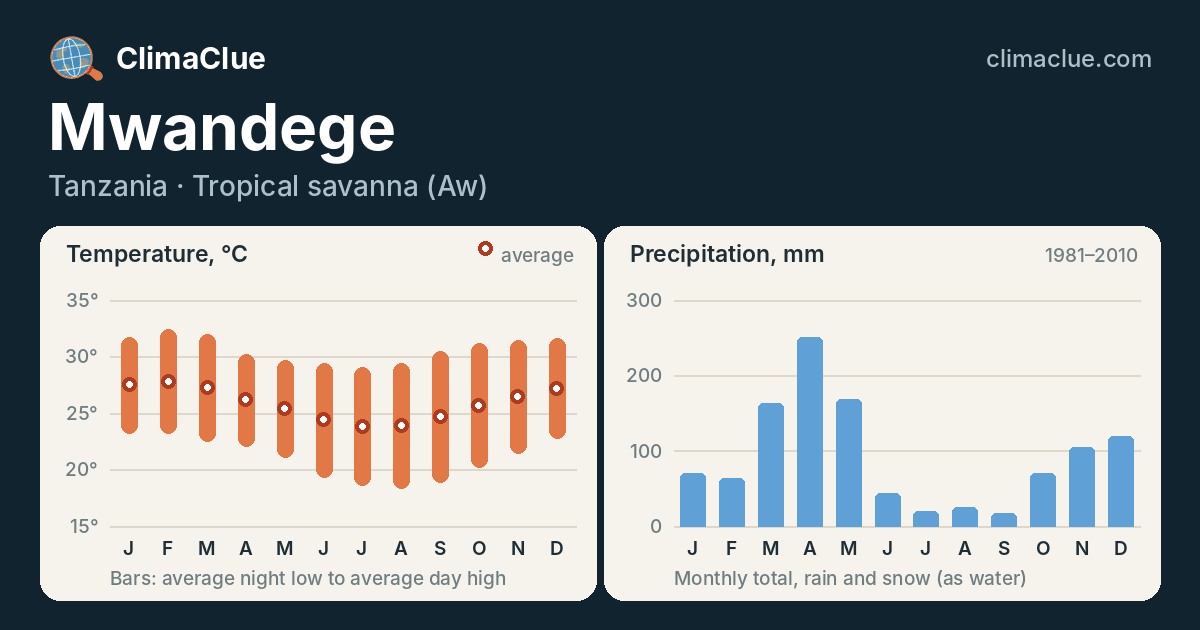 ClimaClue
climaclue.com
Mwandege
Tanzania · Tropical savanna (Aw)
Temperature, °C
average
35°
30°
25°
20°
15°
J F M A M J J A S O N D
Bars: average night low to average day high
Precipitation, mm
1981–2010
300
200
100
0
J F M A M J J A S O N D
Monthly total, rain and snow (as water)